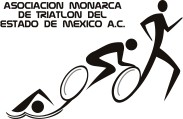 ASOCIACION MONARCA
DE TRIATLON DEL
ESTADO DE MEXICO A.C.